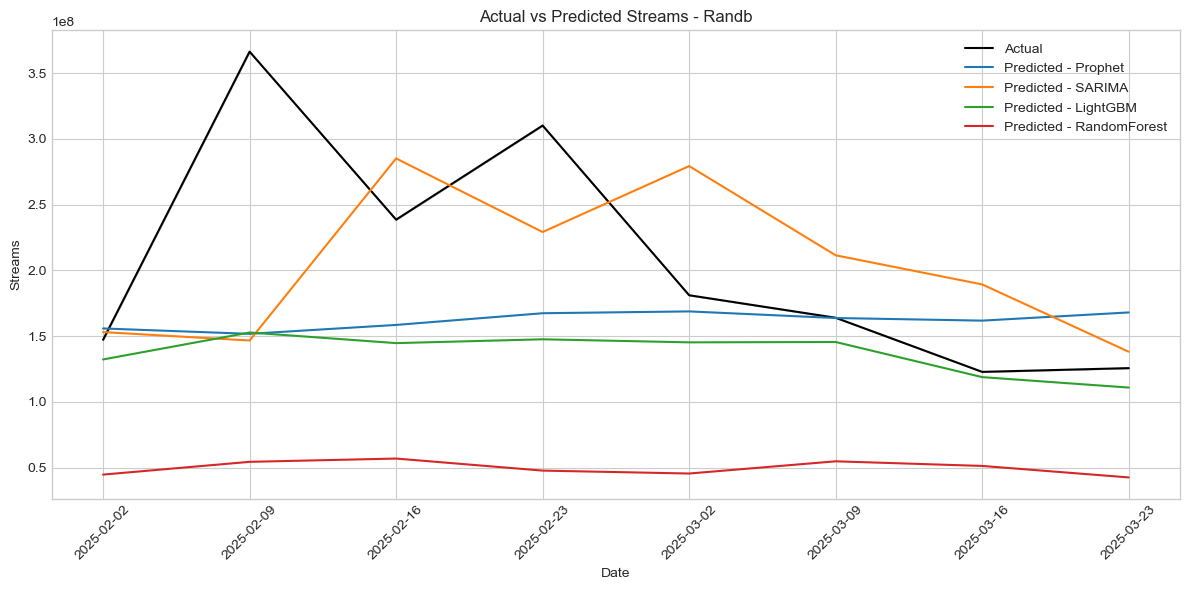 Actual vs Predicted Streams - Randb
1e8
Actual
Predicted - Prophet
Predicted - SARIMA
Predicted - LightGBM
Predicted - RandomForest
3.5
3.0
2.5
2.0
1.5
1.0
0.5
Streams
2025-02-02
2025-02-09
2025-02-16
2025-02-23
2025-03-02
2025-03-09
2025-03-16
2025-03-23
Date